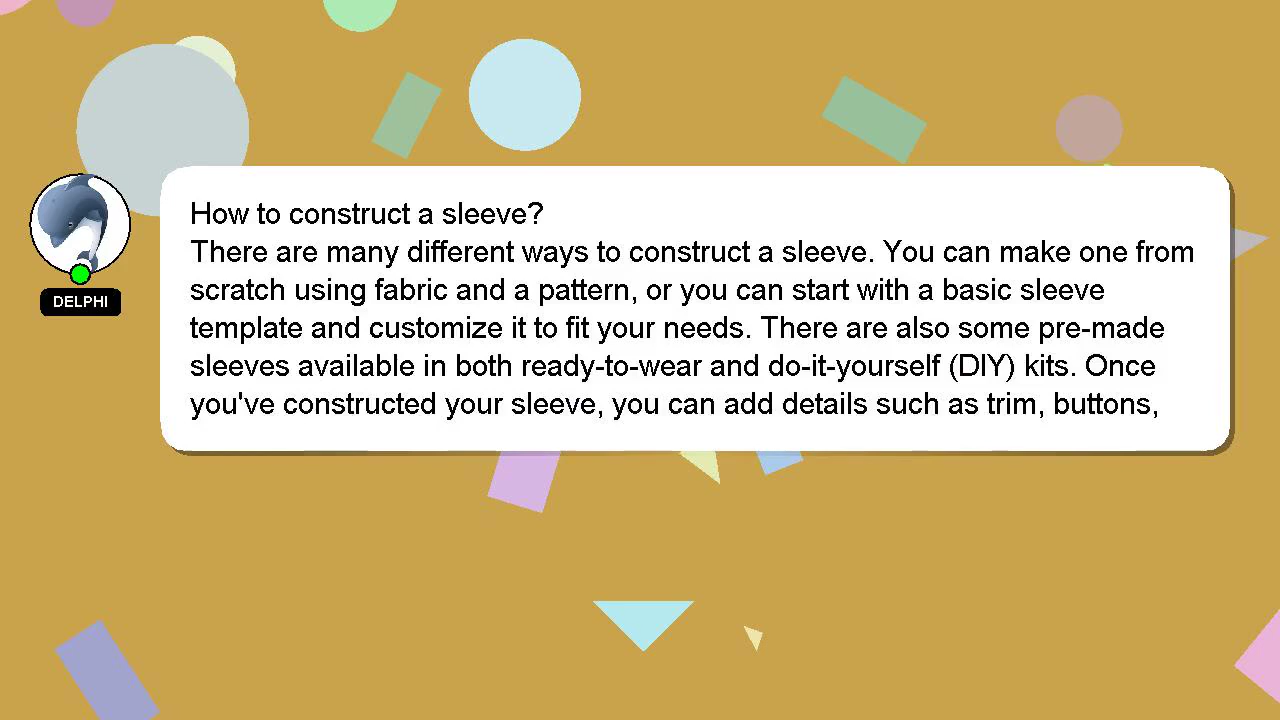 How to construct a sleeve?
There are many different ways to construct a sleeve. You can make one from
scratch using fabric and a pattern, or you can start with a basic sleeve
template and customize it to fit your needs. There are also some pre-made
sleeves available in both ready-to-wear and do-it-yourself (DIY) kits. Once
you've constructed your sleeve, you can add details such as trim, buttons,
DELPHI